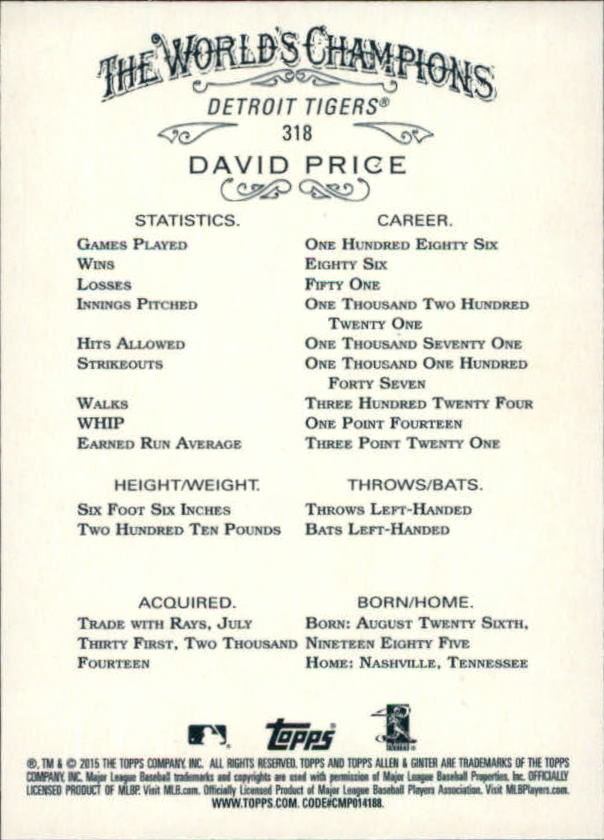 THE WORLD'S CHAMPIONS
DETROIT TIGERS®
318
DAVID PRICE
STATISTICS. CAREER.
GAMES PLAYED ONE HUNDRED EIGHTY SIX
WINS EIGHTY SIX
LOSSES FIFTY ONE
INNINGS PITCHED ONE THOUSAND TWO HUNDRED
TWENTY ONE
HITS ALLOWED ONE THOUSAND SEVENTY ONE
STRIKEOUTS ONE THOUSAND ONE HUNDRED
FORTY SEVEN
WALKS THREE HUNDRED TWENTY FOUR
WHIP ONE POINT FOURTEEN
EARNED RUN AVERAGE THREE POINT TWENTY ONE
HEIGHT/WEIGHT. THROWS/BATS.
SIX FOOT SIX INCHES THROWS LEFT-HANDED
TWO HUNDRED TEN POUNDS BATS LEFT-HANDED
ACQUIRED. BORN/HOME.
TRADE WITH RAYS, JULY BORN: AUGUST TWENTY SIXTH,
THIRTY FIRST, TWO THOUSAND NINETEEN EIGHTY FIVE
FOURTEEN HOME: NASHVILLE, TENNESSEE
topps
®, TM & © 2015 THE TOPPS COMPANY, INC. ALL RIGHTS RESERVED. TOPPS AND TOPPS ALLEN & GINTER ARE TRADEMARKS OF THE TOPPS
COMPANY, INC. Major League Baseball trademarks and copyrights are used with permission of Major League Baseball Properties, Inc. OFFICIALLY
LICENSED PRODUCT OF MLBP. Visit MLB.com. Officially Licensed Product of Major League Baseball Players Association. Visit MLBPlayers.com.
WWW.TOPPS.COM. CODE#CMP014188.